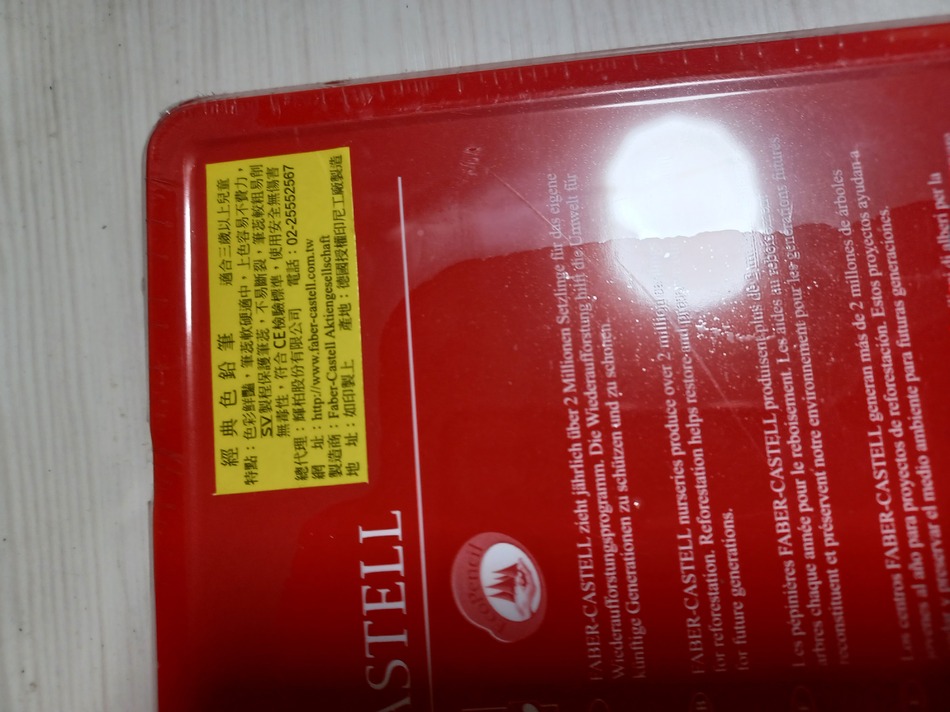 經典色鉛筆 適合三歲以上兒童
特點：色彩鮮豔，筆蕊軟硬適中，上色容易不費力，
SV製程保護筆蕊，不易斷裂，筆蕊較粗易削
無毒性，符合CE檢驗標準，使用安全無傷害
總代理：輝柏股份有限公司 電話：02-25552567
網 址：http://www.faber-castell.com.tw
製造商：Faber-Castell Aktiengesellschaft
地 址：如印製上 產地：德國授權印尼工廠製造
ASTELL
ECOpencil
FABER-CASTELL zieht jährlich über 2 Millionen Setzlinge für das eigene
Wiederaufforstungsprogramm. Die Wiederaufforstung hilft die Umwelt für
künftige Generationen zu schützen und zu schonen.
FABER-CASTELL nurseries produce over 2 million
for reforestation. Reforestation helps restore and
for future generations.
Les pépinières FABER-CASTELL produisent plus de
arbres chaque année pour le reboisement. Les aides au reboisement futures
reconstituent et préservent notre environnement pour les générations
Los centros FABER-CASTELL generan más de 2 millones de árboles
jovenes al año para proyectos de reforestación. Estos proyectos ayudan a
preservar el medio ambiente para futuras generaciones.
per la